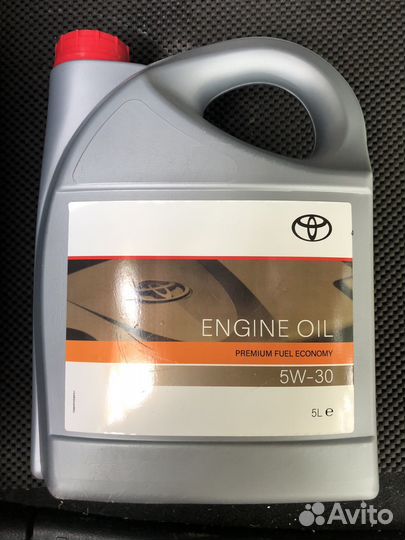 ENGINE OIL
PREMIUM FUEL ECONOMY
5W-30
5L e
Avito